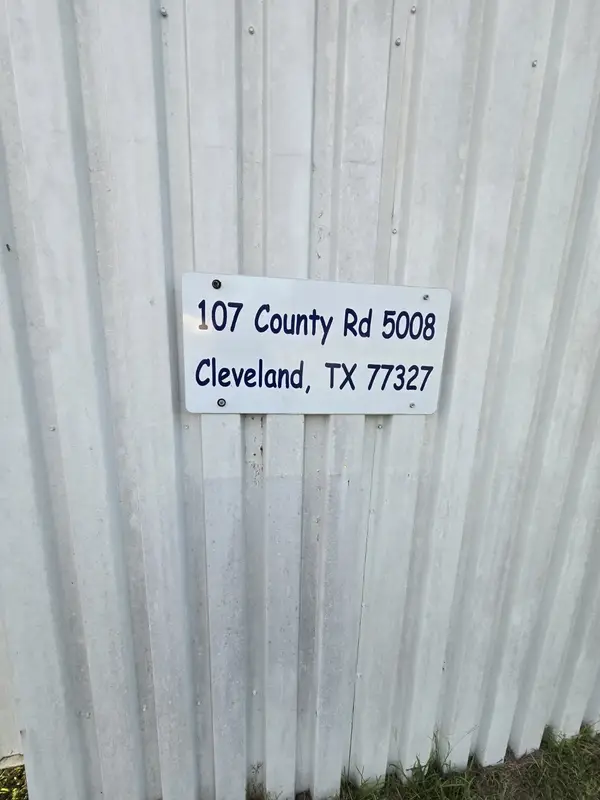 107 County Rd 5008
Cleveland, TX 77327